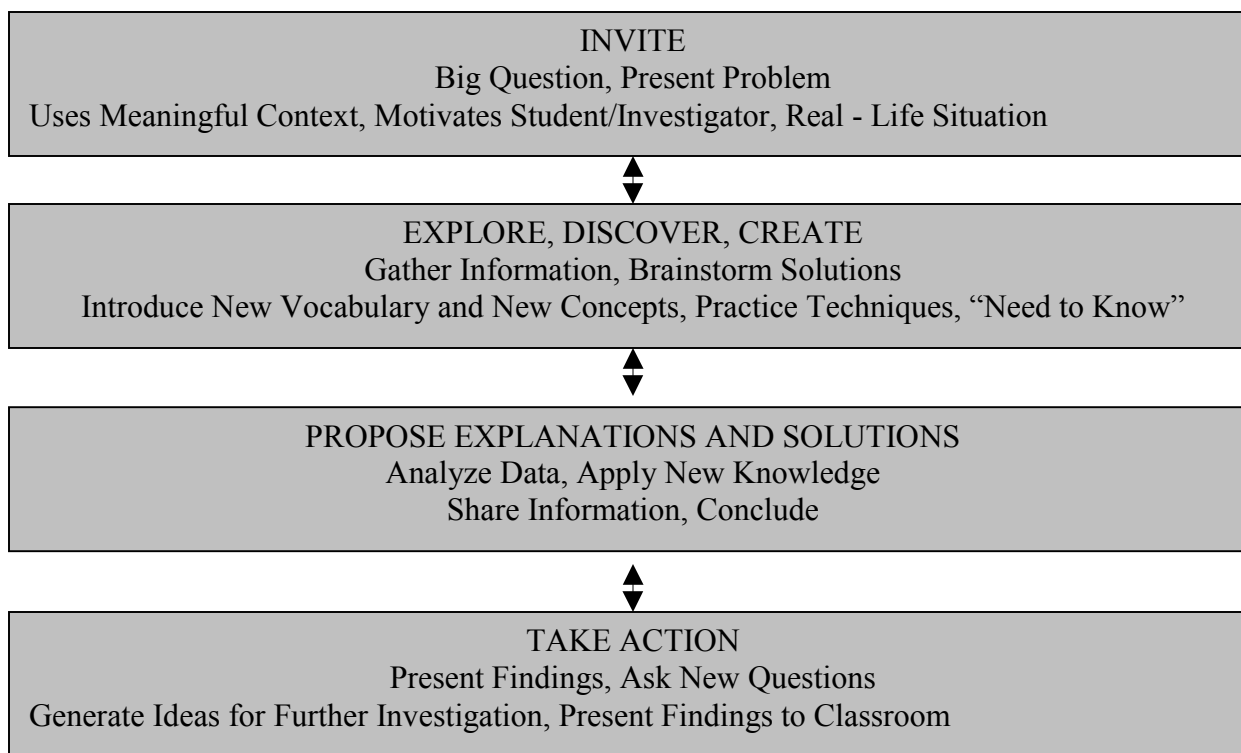 INVITE
Big Question, Present Problem
Uses Meaningful Context, Motivates Student/Investigator, Real - Life Situation
EXPLORE, DISCOVER, CREATE
Gather Information, Brainstorm Solutions
Introduce New Vocabulary and New Concepts, Practice Techniques, “Need to Know”
PROPOSE EXPLANATIONS AND SOLUTIONS
Analyze Data, Apply New Knowledge
Share Information, Conclude
TAKE ACTION
Present Findings, Ask New Questions
Generate Ideas for Further Investigation, Present Findings to Classroom